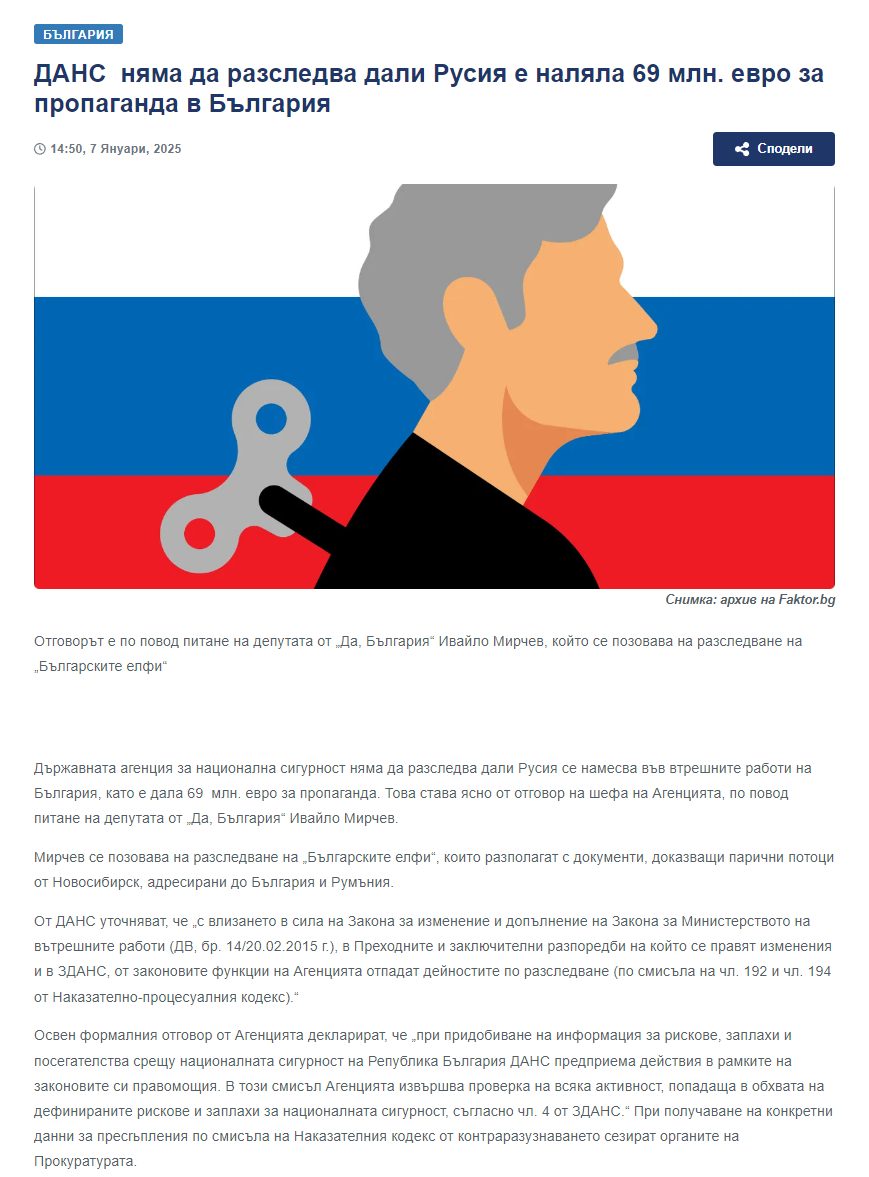 БЪЛГАРИЯ
ДАНС  няма да разследва дали Русия е наляла 69 млн. евро за
пропаганда в България
14:50, 7 Януари, 2025
Сподели
Снимка: архив на Faktor.bg
Отговорът е по повод питане на депутата от „Да, България“ Ивайло Мирчев, който се позовава на разследване на
„Българските елфи“
Държавната агенция за национална сигурност няма да разследва дали Русия се намесва във втрешните работи на
България, като е дала 69  млн. евро за пропаганда. Това става ясно от отговор на шефа на Агенцията, по повод
питане на депутата от „Да, България“ Ивайло Мирчев.
Мирчев се позовава на разследване на „Българските елфи“, които разполагат с документи, доказващи парични потоци
от Новосибирск, адресирани до България и Румъния.
От ДАНС уточняват, че „с влизането в сила на Закона за изменение и допълнение на Закона за Министерството на
вътрешните работи (ДВ, бр. 14/20.02.2015 г.), в Преходните и заключителни разпоредби на който се правят изменения
и в ЗДАНС, от законовите функции на Агенцията отпадат дейностите по разследване (по смисъла на чл. 192 и чл. 194
от Наказателно-процесуалния кодекс).“
Освен формалния отговор от Агенцията декларират, че „при придобиване на информация за рискове, заплахи и
посегателства срещу националната сигурност на Република България ДАНС предприема действия в рамките на
законовите си правомощия. В този смисъл Агенцията извършва проверка на всяка активност, попадаща в обхвата на
дефинираните рискове и заплахи за националната сигурност, съгласно чл. 4 от ЗДАНС.“ При получаване на конкретни
данни за престъпления по смисъла на Наказателния кодекс от контраразузнаването сезират органите на
Прокуратурата.